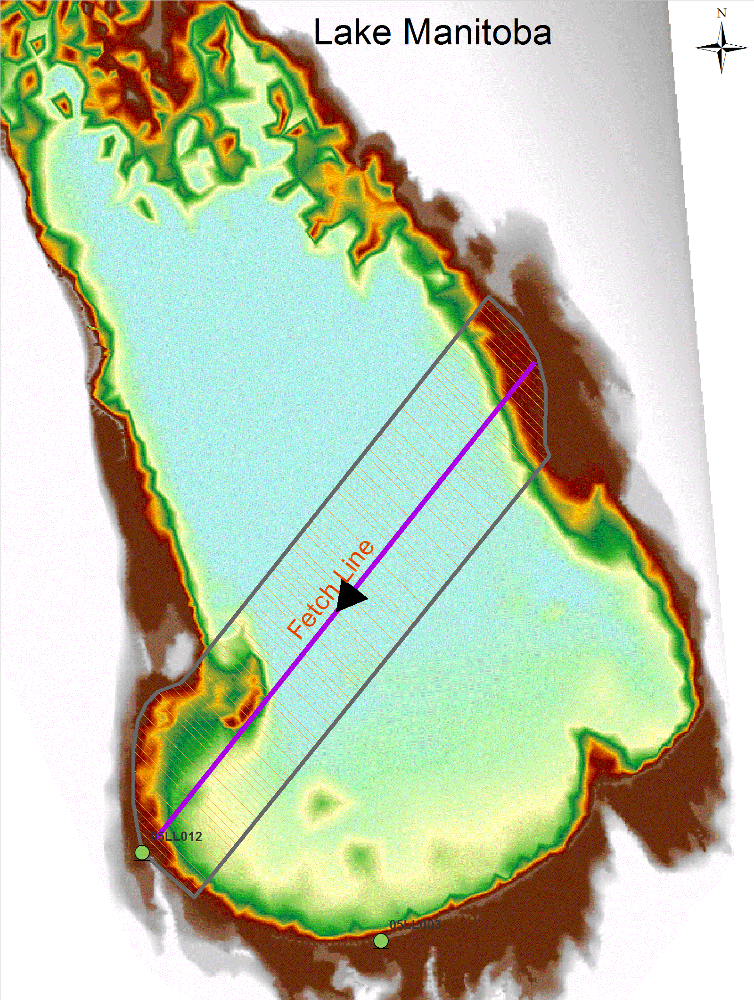 Lake Manitoba
N
Fetch Line
05LL012
05LL003